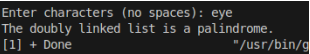 Enter characters (no spaces): eye
The doubly linked list is a palindrome.
[1] + Done                       "/usr/bin/g